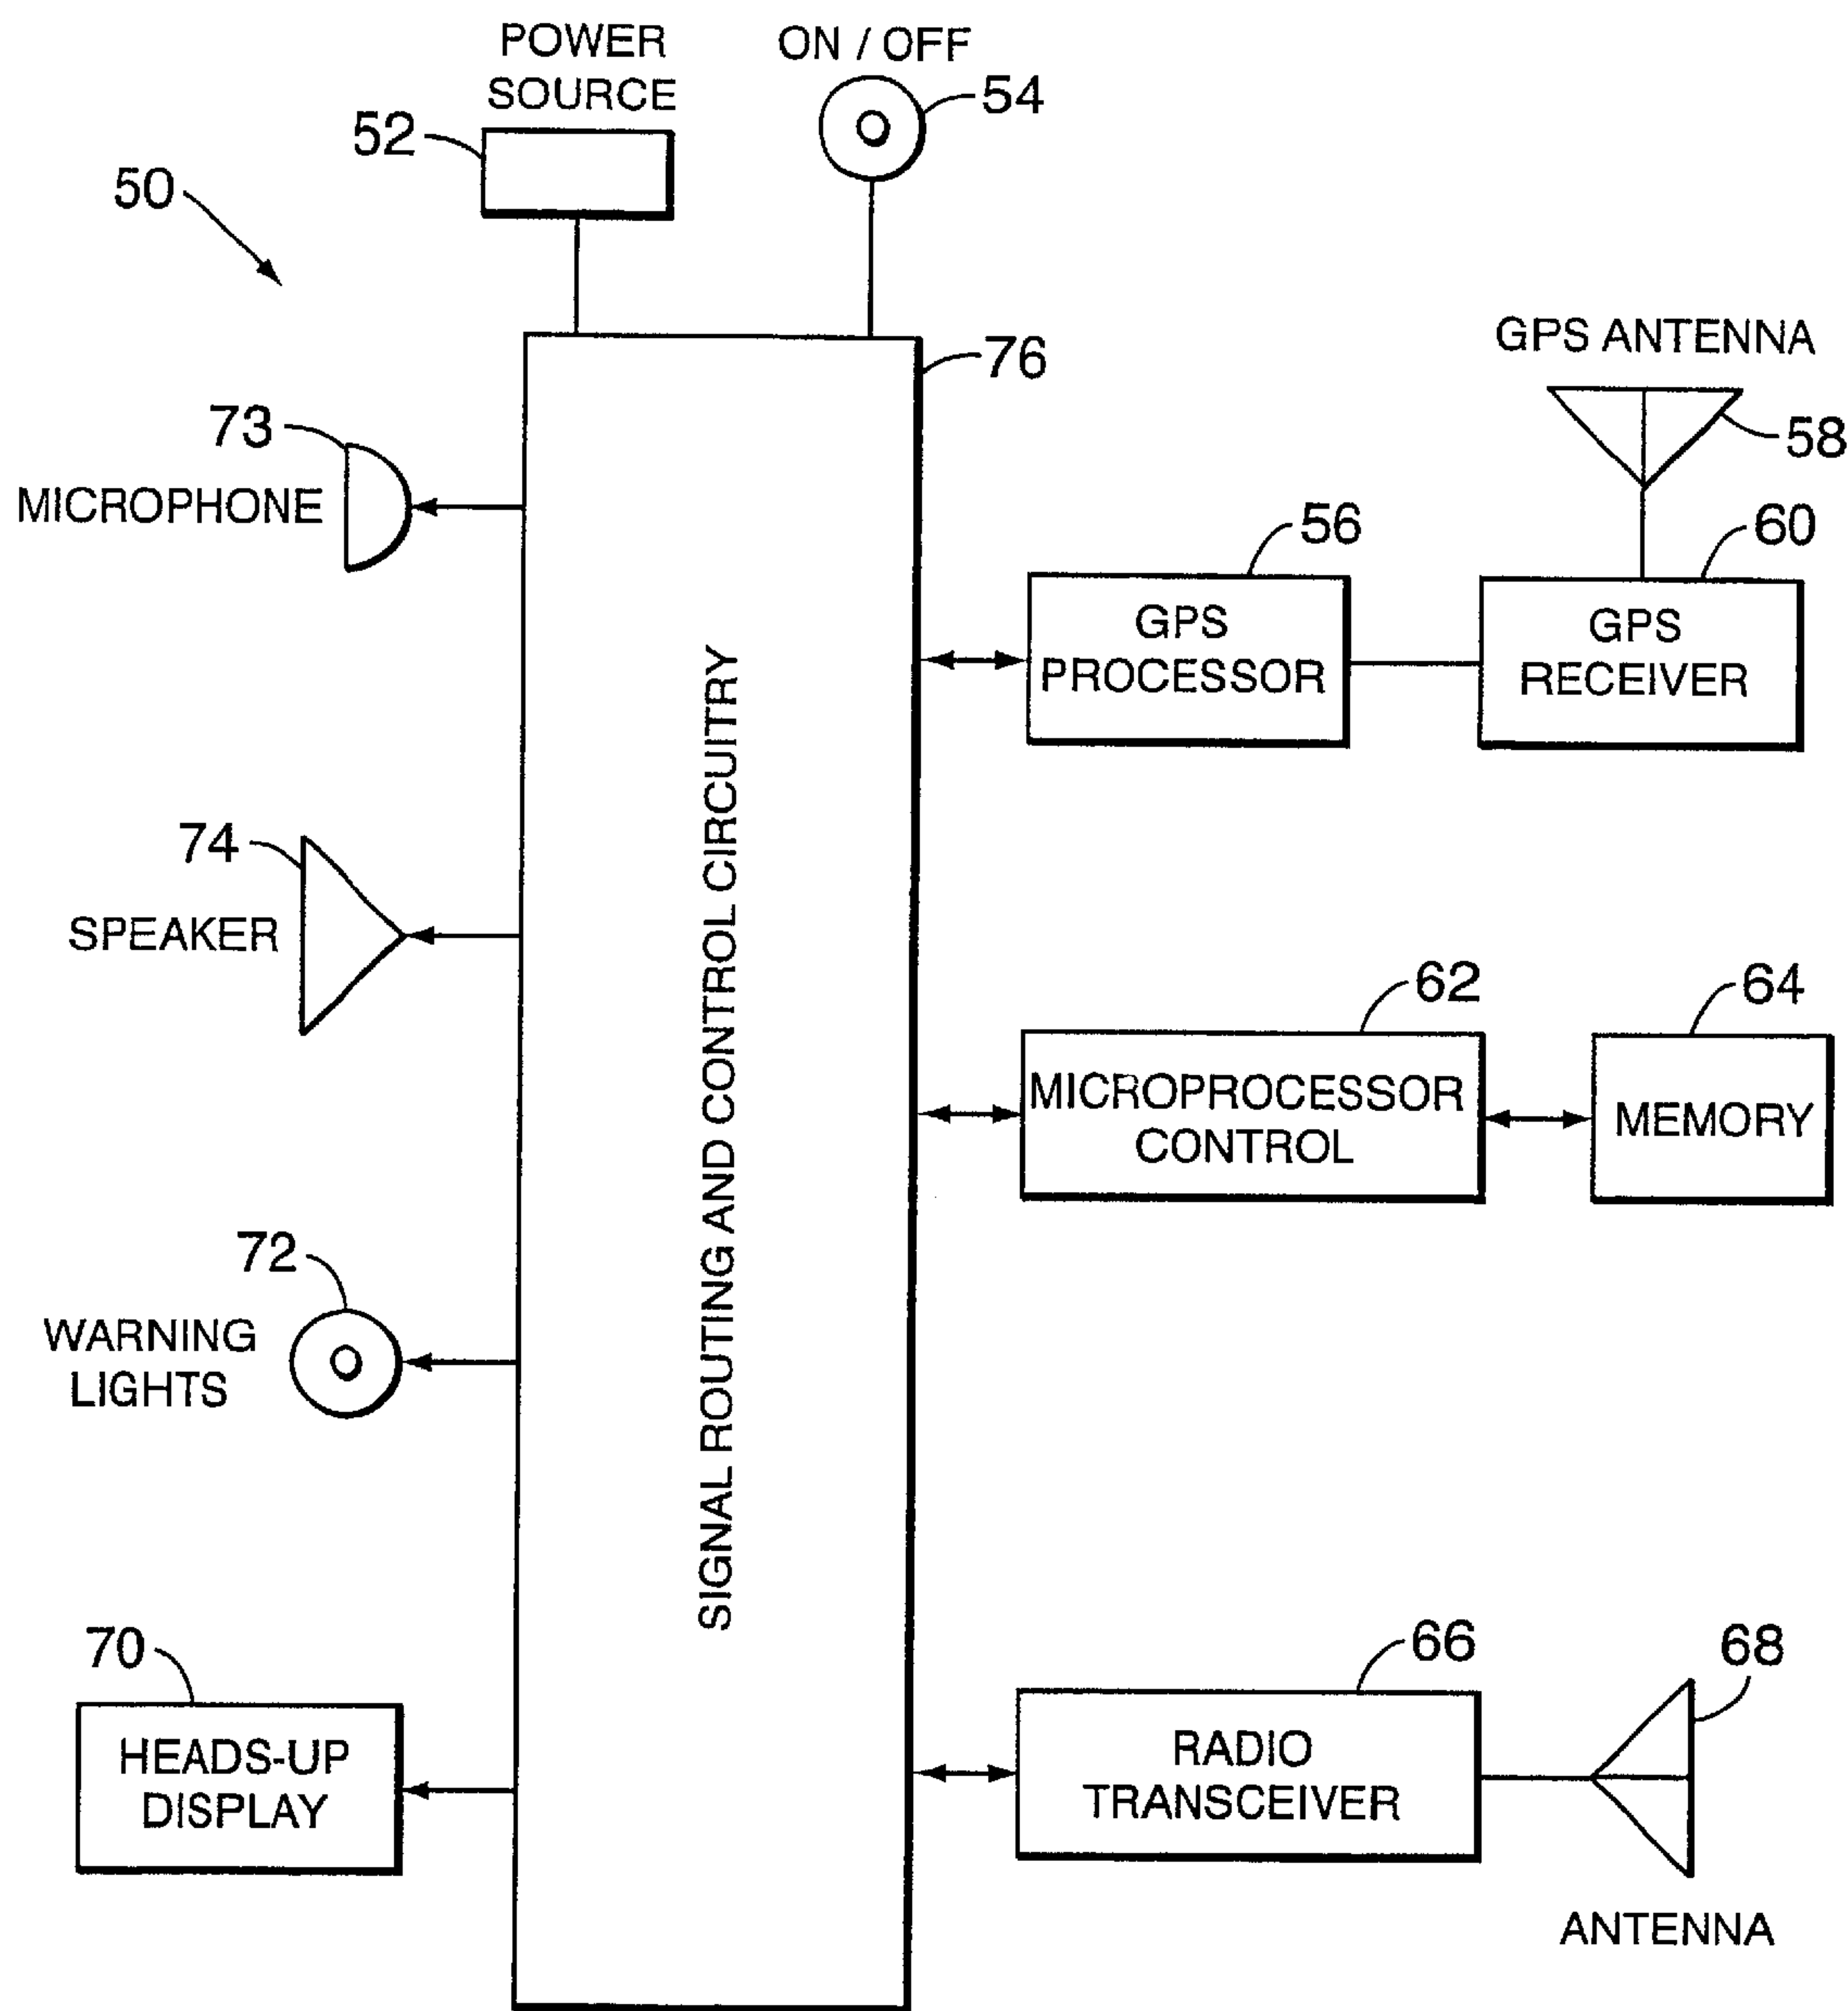 POWER
SOURCE
ON / OFF
52
54
50
76
GPS ANTENNA
58
73
MICROPHONE
56
60
GPS
PROCESSOR
GPS
RECEIVER
SIGNAL ROUTING AND CONTROL CIRCUITRY
74
SPEAKER
62
64
MICROPROCESSOR
CONTROL
MEMORY
72
WARNING
LIGHTS
70
HEADS-UP
DISPLAY
66
68
RADIO
TRANSCEIVER
ANTENNA